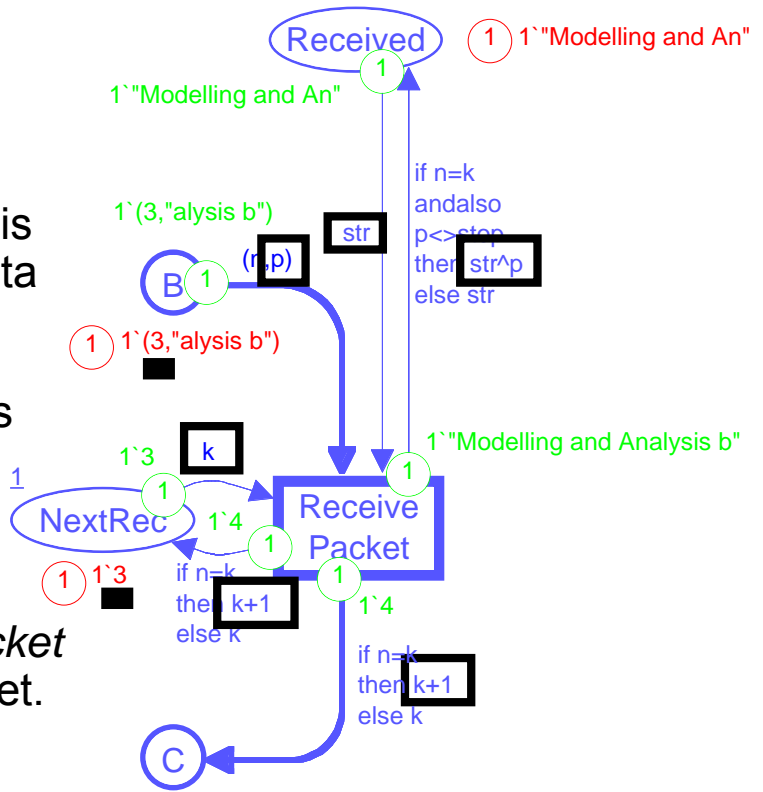 Received
1
1`"Modelling and An"
1
1`"Modelling and An"
if n=k
andalso
p<>stop
then str^p
else str
is
ta
1`(3,"alysis b")
str
(n,p)
B
1
1
1`(3,"alysis b")
s
1`"Modelling and Analysis b"
k
1`3
1
1
1
NextRec
Receive
Packet
1`4
1
1
1`4
1
1`3
if n=k
then k+1
else k
cket
et.
if n=k
then k+1
else k
C